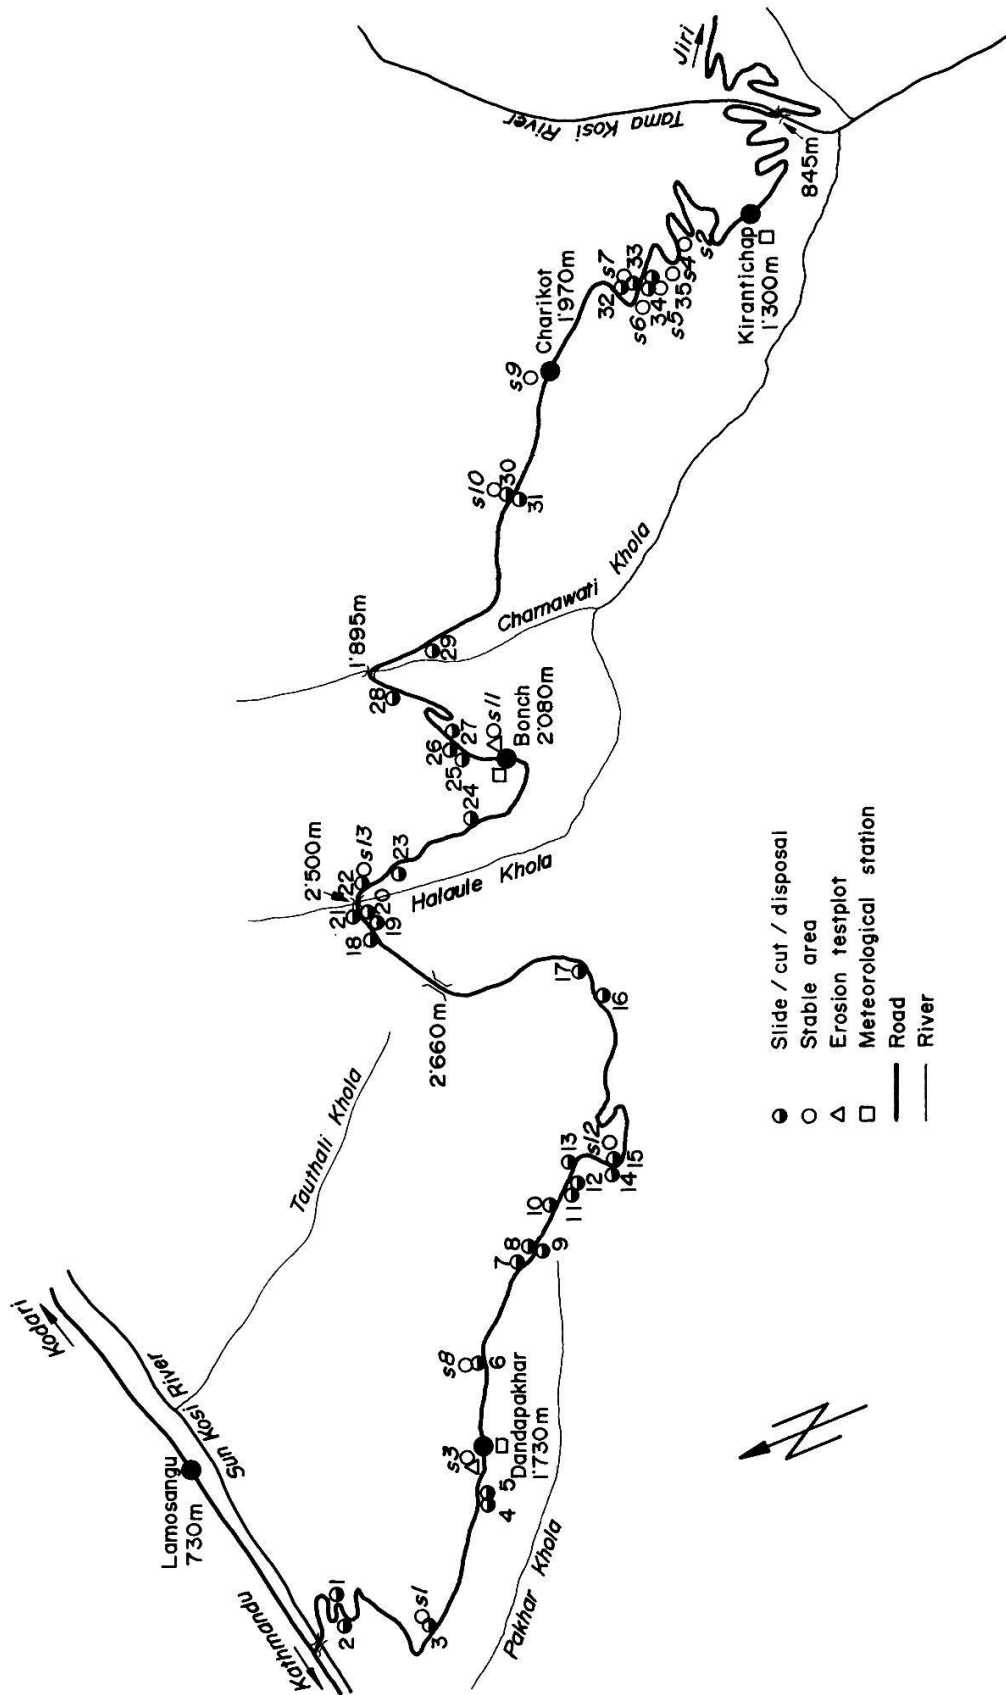 Kodari
Lamosangu
730m
Kathmandu
Sun Kosi River
1
2
s1
3
Pakhar Khola
4
5
s3
Dandapakhar
1'730m
s8
6
7
8
9
10
11
12
13
14
15
s12
Tauthali Khola
16
17
2'660m
18
19
20
21
22
2'500m
s13
Halaule Khola
23
24
25
26
27
s11
Bonch
2'080m
28
1'895m
29
Charnawati Khola
s10
30
31
s9
Charikot
1'970m
32
s7
33
s6
34
s5
35
s4
s2
Kirantichap
1'300m
845m
Tama Kosi River
Jiri
N
Slide / cut / disposal
Stable area
Erosion testplot
Meteorological station
Road
River